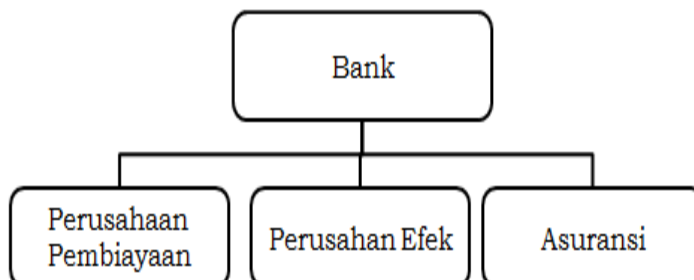 Bank
Perusahaan
Pembiayaan
Perusahan Efek
Asuransi